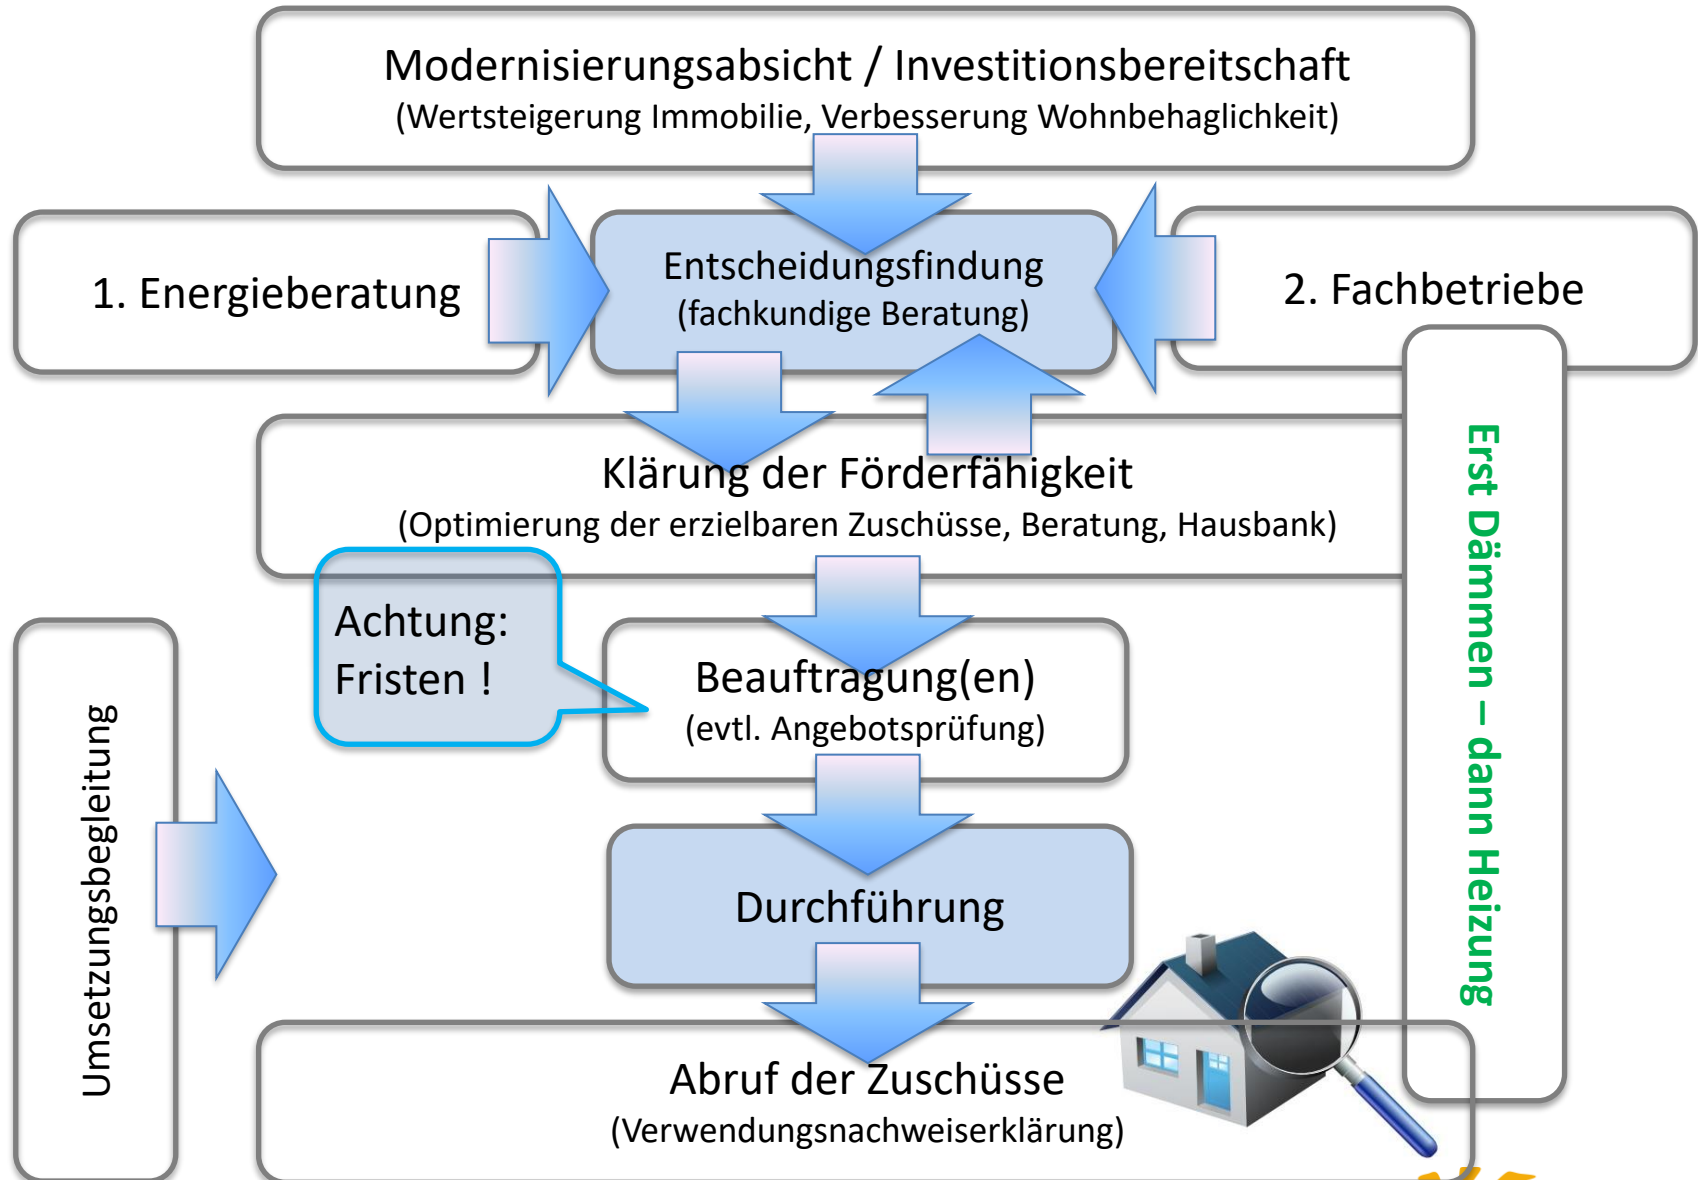 Modernisierungsabsicht / Investitionsbereitschaft
(Wertsteigerung Immobilie, Verbesserung Wohnbehaglichkeit)
1. Energieberatung
Entscheidungsfindung
(fachkundige Beratung)
2. Fachbetriebe
Klärung der Förderfähigkeit
(Optimierung der erzielbaren Zuschüsse, Beratung, Hausbank)
Erst Dämmen – dann Heizung
Achtung:
Fristen !
Beauftragung(en)
(evtl. Angebotsprüfung)
Umsetzungsbegleitung
Durchführung
Abruf der Zuschüsse
(Verwendungsnachweiserklärung)